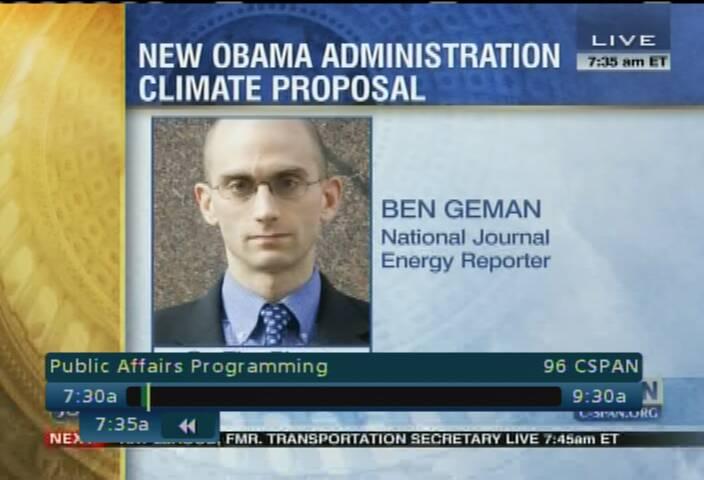 NEW OBAMA ADMINISTRATION
CLIMATE PROPOSAL
LIVE
7:35 am ET
BEN GEMAN
National Journal
Energy Reporter
Public Affairs Programming
96 CSPAN
7:30a
9:30a
7:35a
C-SPAN.ORG
NEXT
FMR. TRANSPORTATION SECRETARY LIVE 7:45am ET